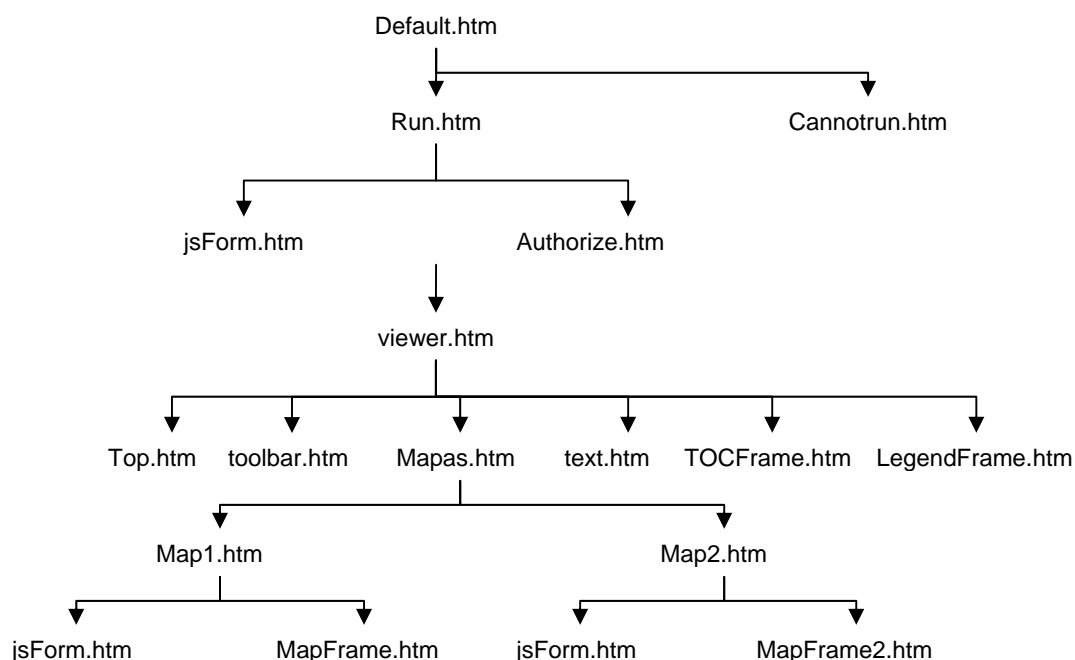 Default.htm
Run.htm Cannotrun.htm
jsForm.htm Authorize.htm
viewer.htm
Top.htm toolbar.htm Mapas.htm text.htm TOCFrame.htm LegendFrame.htm
Map1.htm Map2.htm
jsForm.htm MapFrame.htm jsForm.htm MapFrame2.htm